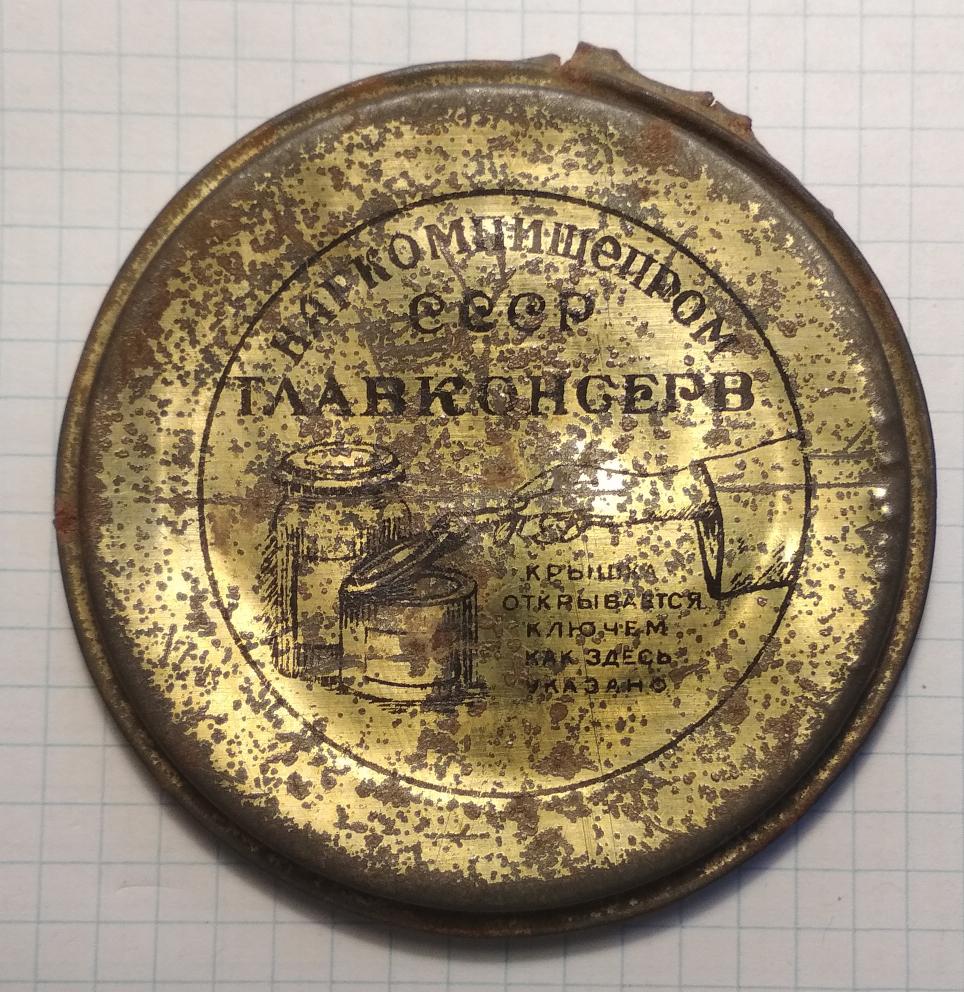 НАРКОМПИЩЕПРОМ
СССР
ГЛАВКОНСЕРВ
КРЫШКА
ОТКРЫВАЕТСЯ
КЛЮЧЕМ
КАК ЗДЕСЬ
УКАЗАНО